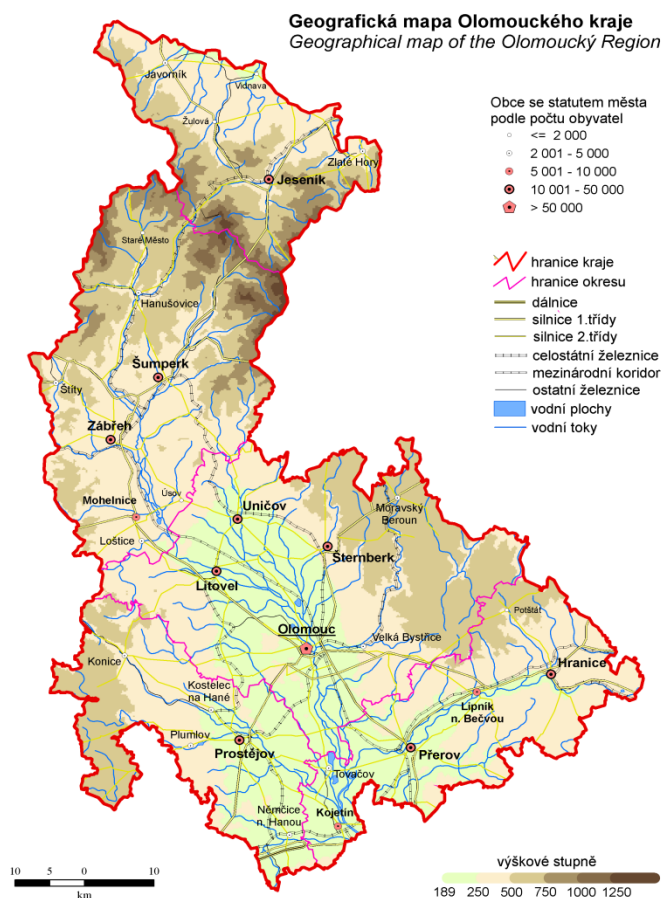 Geografická mapa Olomouckého kraje
Geographical map of the Olomoucký Region
Obce se statutem města
podle počtu obyvatel
<= 2 000
2 001 - 5 000
5 001 - 10 000
10 001 - 50 000
> 50 000
hranice kraje
hranice okresu
dálnice
silnice 1.třídy
silnice 2.třídy
celostátní železnice
mezinárodní koridor
ostatní železnice
vodní plochy
vodní toky
Javorník
Vidnava
Žulová
Zlaté Hory
Jeseník
Staré Město
Hanušovice
Šumperk
Štíty
Zábřeh
Mohelnice
Úsov
Uničov
Moravský
Beroun
Loštice
Šternberk
Litovel
Potštát
Olomouc
Velká Bystřice
Konice
Hranice
Kostelec
na Hané
Lipník
n. Bečvou
Plumlov
Prostějov
Přerov
Tovačov
Němčice
n. Hanou
Kojetín
10 5 0 10
km
výškové stupně
189 250 500 750 1000 1250